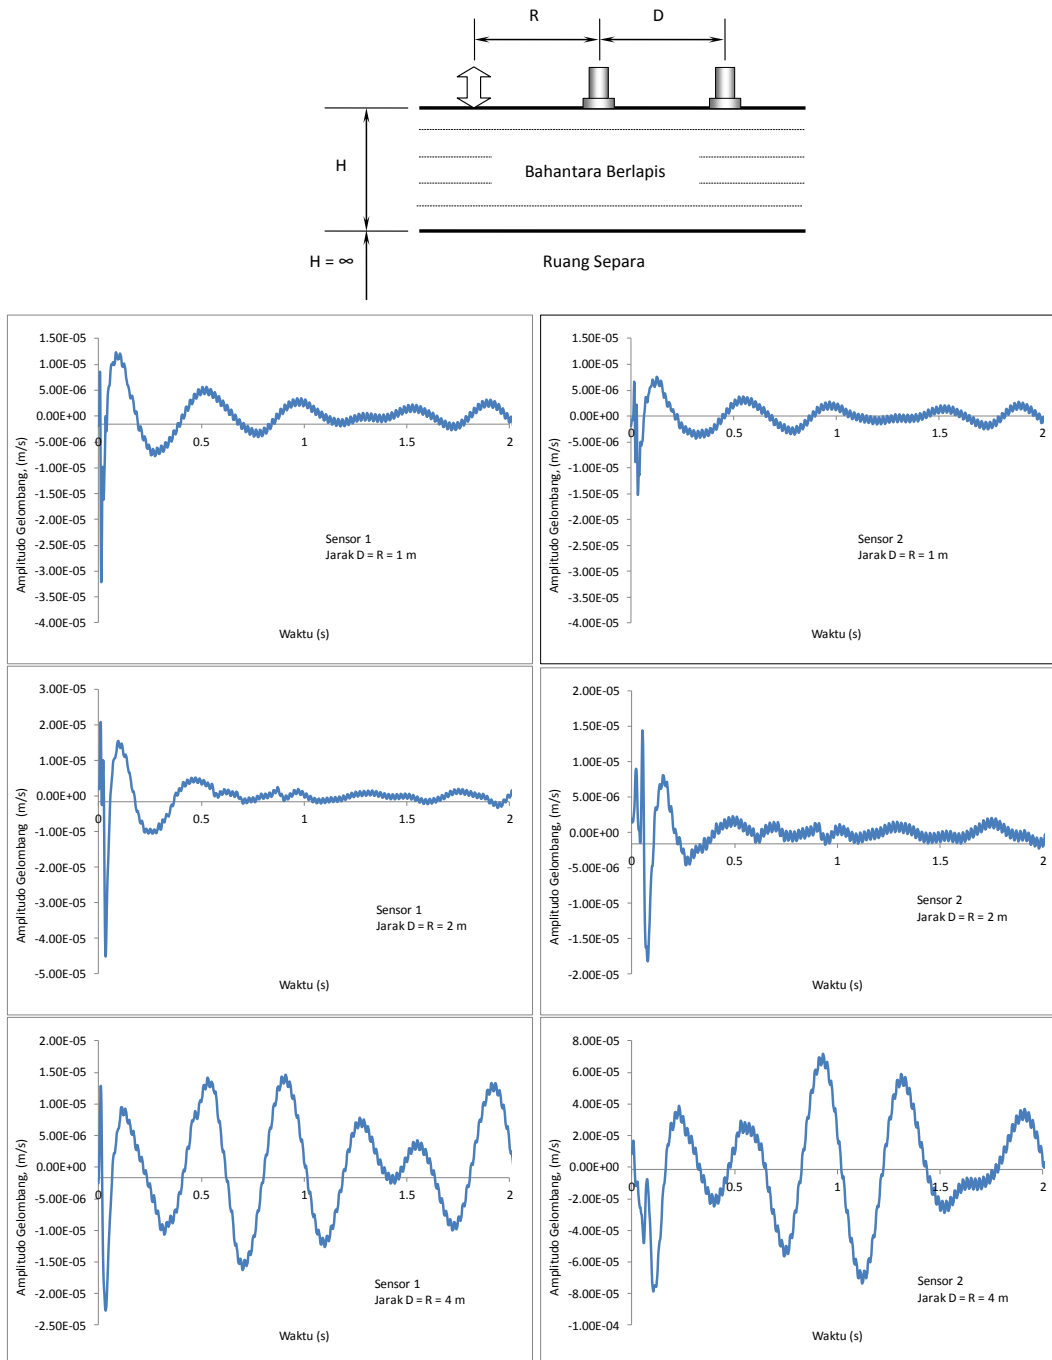 R
D
H
Bahantara Berlapis
H = ∞
Ruang Separa
1.50E-05
1.00E-05
5.00E-06
0.00E+00
-5.00E-06
-1.00E-05
-1.50E-05
-2.00E-05
-2.50E-05
-3.00E-05
-3.50E-05
-4.00E-05
0
0.5
1
1.5
2
Amplitudo Gelombang, (m/s)
Waktu (s)
Sensor 1
Jarak D = R = 1 m
1.50E-05
1.00E-05
5.00E-06
0.00E+00
-5.00E-06
-1.00E-05
-1.50E-05
-2.00E-05
-2.50E-05
-3.00E-05
-3.50E-05
-4.00E-05
0
0.5
1
1.5
2
Amplitudo Gelombang, (m/s)
Waktu (s)
Sensor 2
Jarak D = R = 1 m
3.00E-05
2.00E-05
1.00E-05
0.00E+00
-1.00E-05
-2.00E-05
-3.00E-05
-4.00E-05
-5.00E-05
0
0.5
1
1.5
2
Amplitudo Gelombang (m/s)
Waktu (s)
Sensor 1
Jarak D = R = 2 m
2.00E-05
1.50E-05
1.00E-05
5.00E-06
0.00E+00
-5.00E-06
-1.00E-05
-1.50E-05
-2.00E-05
0
0.5
1
1.5
2
Amplitudo Gelombang, (m/s)
Waktu (s)
Sensor 2
Jarak D = R = 2 m
2.00E-05
1.50E-05
1.00E-05
5.00E-06
0.00E+00
-5.00E-06
-1.00E-05
-1.50E-05
-2.00E-05
-2.50E-05
0
0.5
1
1.5
2
Amplitudo Gelombang, (m/s)
Waktu (s)
Sensor 1
Jarak D = R = 4 m
8.00E-05
6.00E-05
4.00E-05
2.00E-05
0.00E+00
-2.00E-05
-4.00E-05
-6.00E-05
-8.00E-05
-1.00E-04
0
0.5
1
1.5
2
Amplitudo Gelombang, (m/s)
Waktu (s)
Sensor 2
Jarak D = R = 4 m